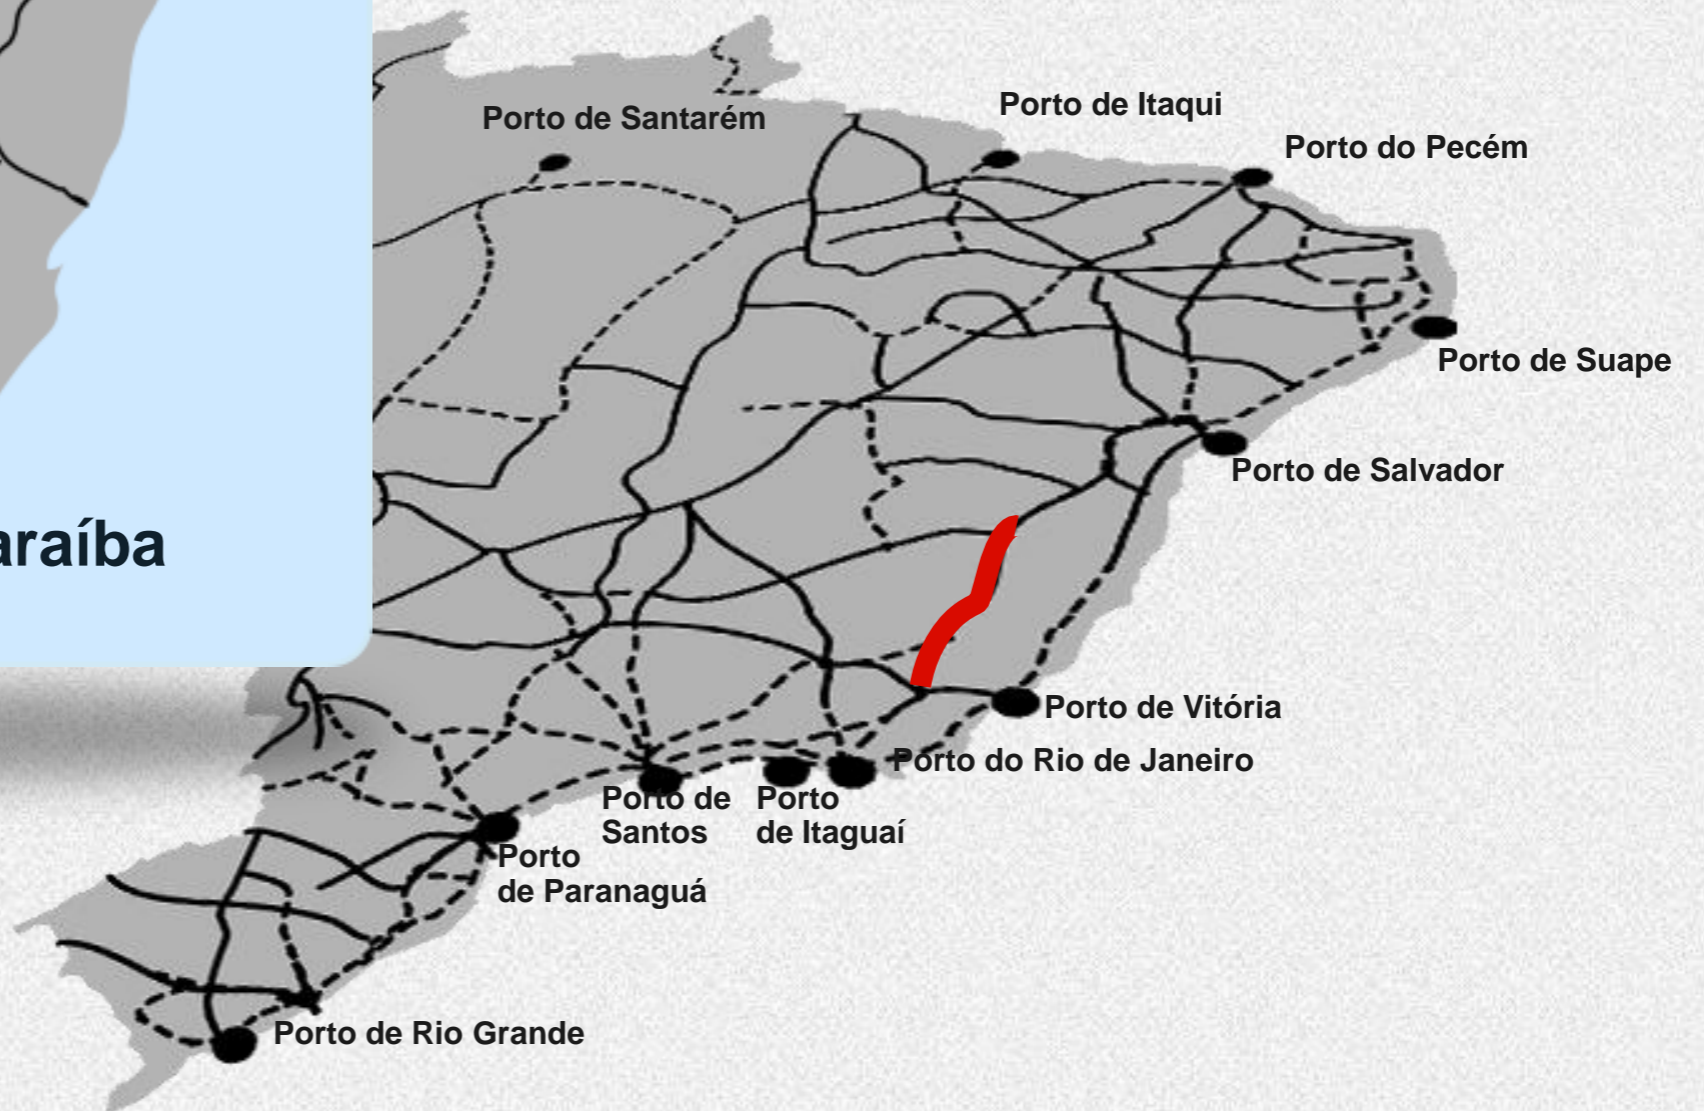 Porto de Itaqui
Porto de Santarém
Porto do Pecém
Porto de Suape
Porto de Salvador
araíba
Porto de Vitória
Porto do Rio de Janeiro
Porto de
Santos
Porto
de Itaguaí
Porto
de Paranaguá
Porto de Rio Grande